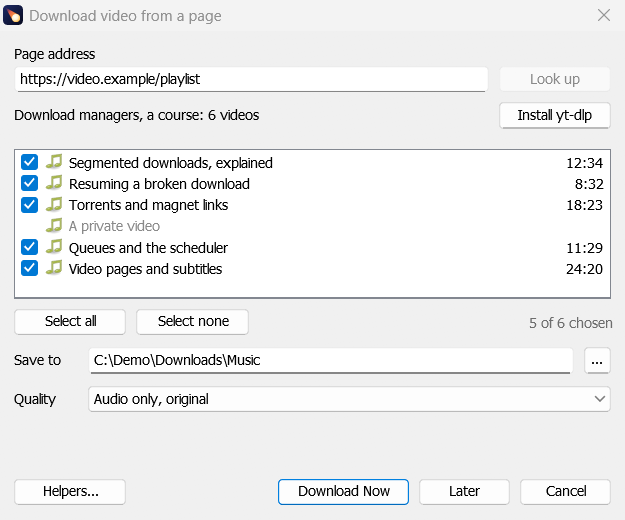 Download video from a page
Page address
https://video.example/playlist
Look up
Download managers, a course: 6 videos
Install yt-dlp
Segmented downloads, explained 12:34
Resuming a broken download 8:32
Torrents and magnet links 18:23
A private video
Queues and the scheduler 11:29
Video pages and subtitles 24:20
Select all
Select none
5 of 6 chosen
Save to
C:\Demo\Downloads\Music
...
Quality
Audio only, original
Helpers...
Download Now
Later
Cancel